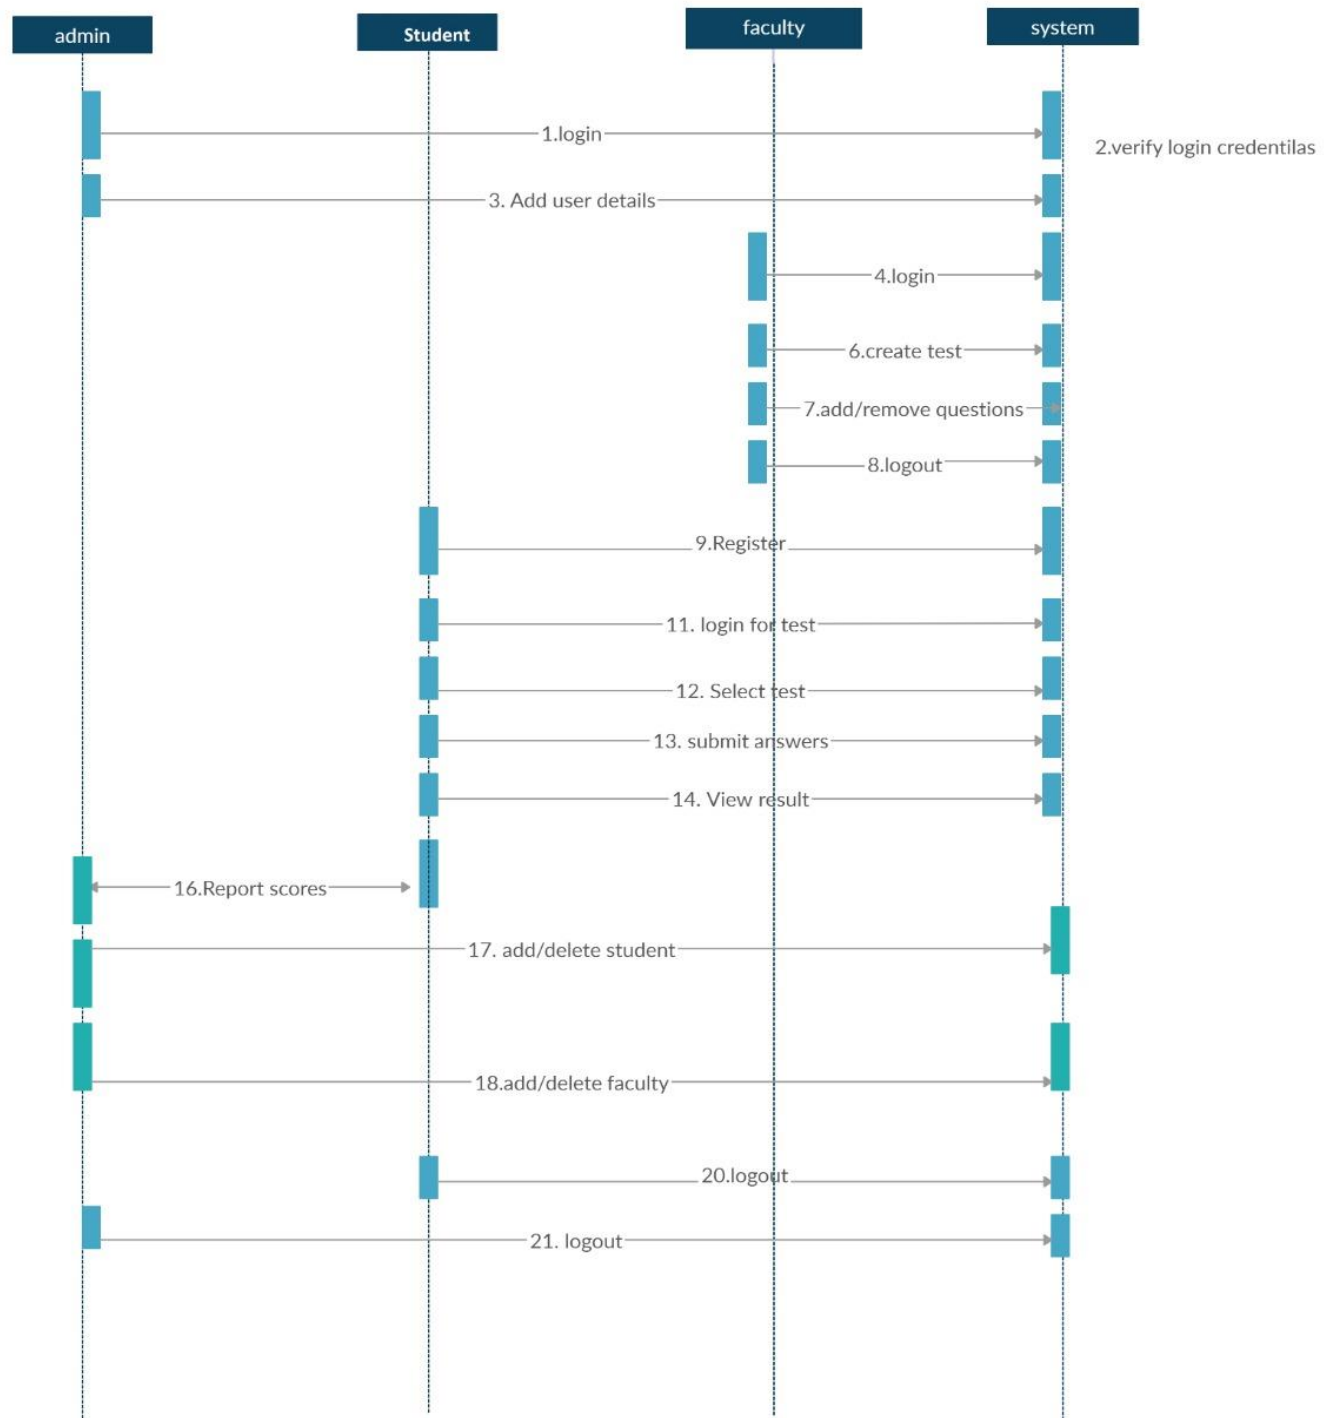 admin
Student
faculty
system
1.login
2.verify login credentilas
3. Add user details
4.login
6.create test
7.add/remove questions
8.logout
9.Register
11. login for test
12. Select test
13. submit answers
14. View result
16.Report scores
17. add/delete student
18.add/delete faculty
20.logout
21. logout